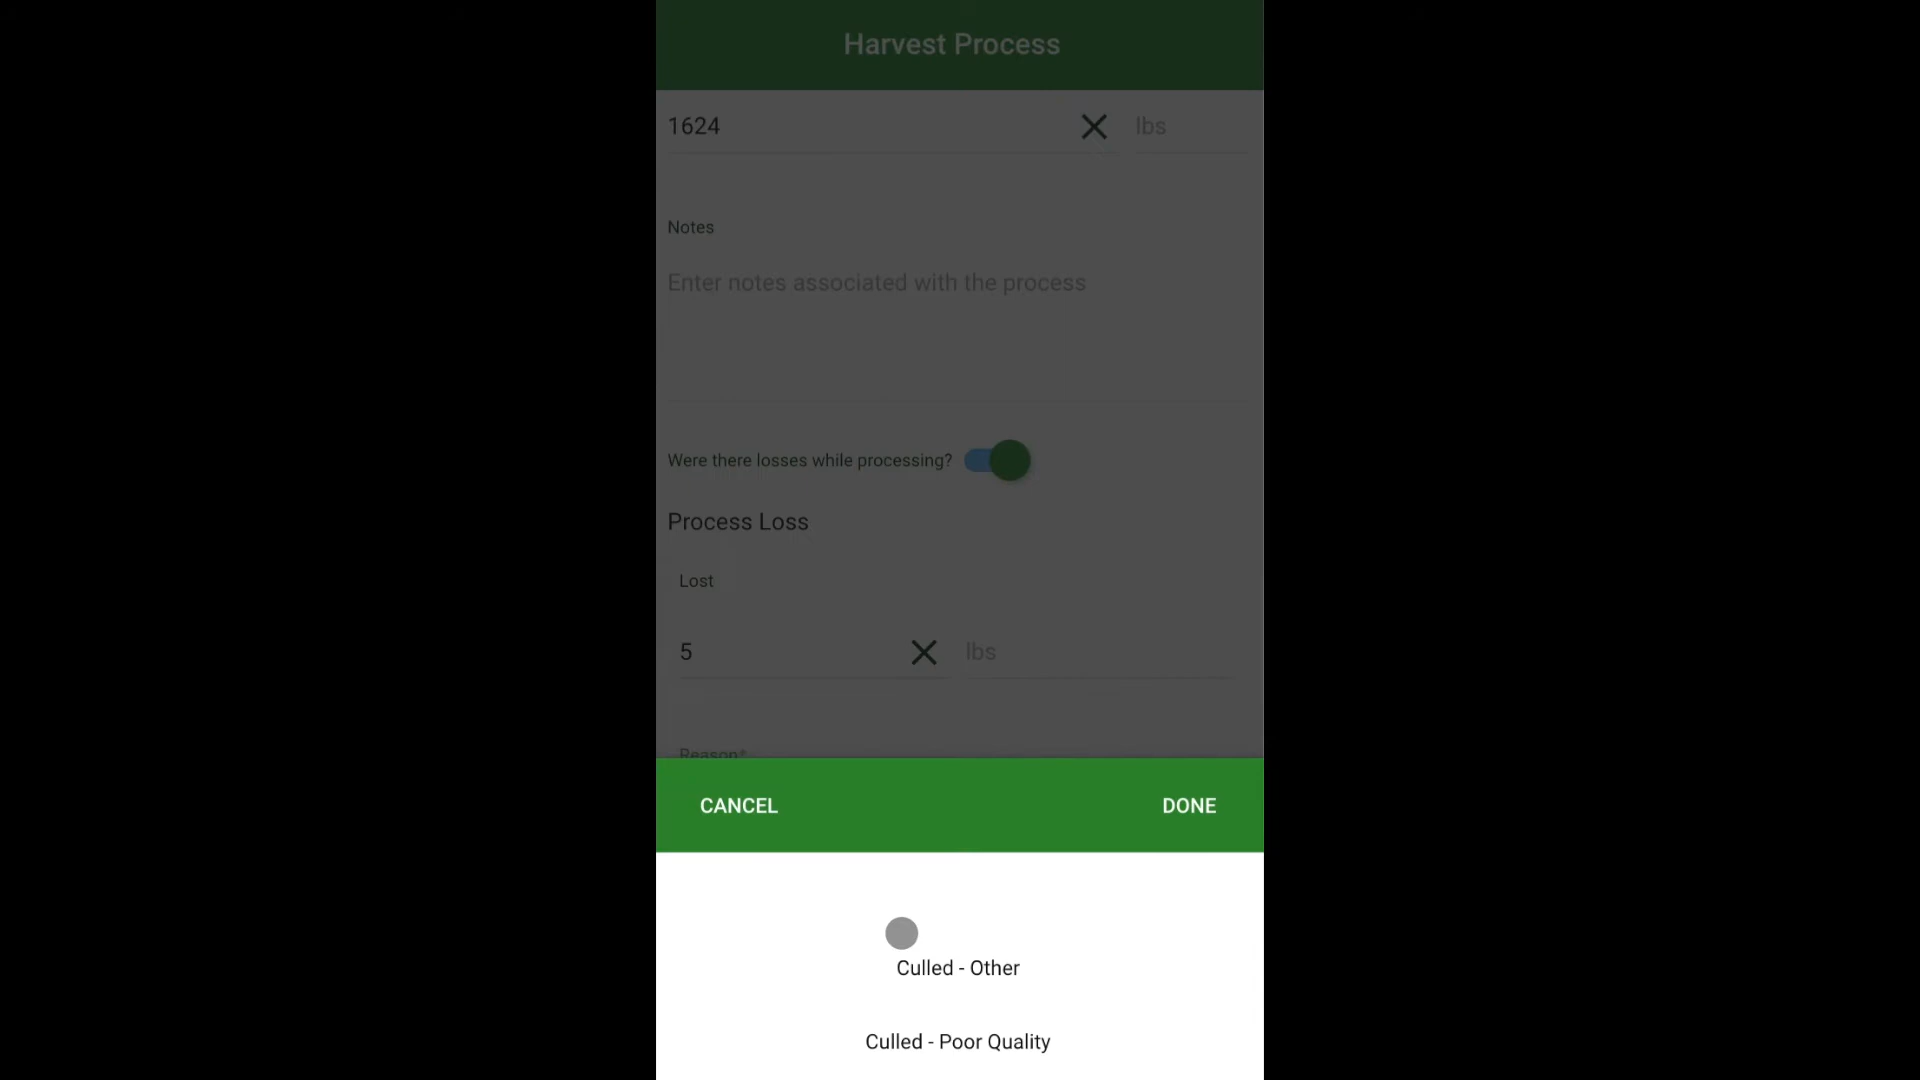 Harvest Process
1624 lbs
Notes
Enter notes associated with the process
Were there losses while processing?
Process Loss
Lost
5 lbs
Reason*
CANCEL DONE
Culled - Other
Culled - Poor Quality